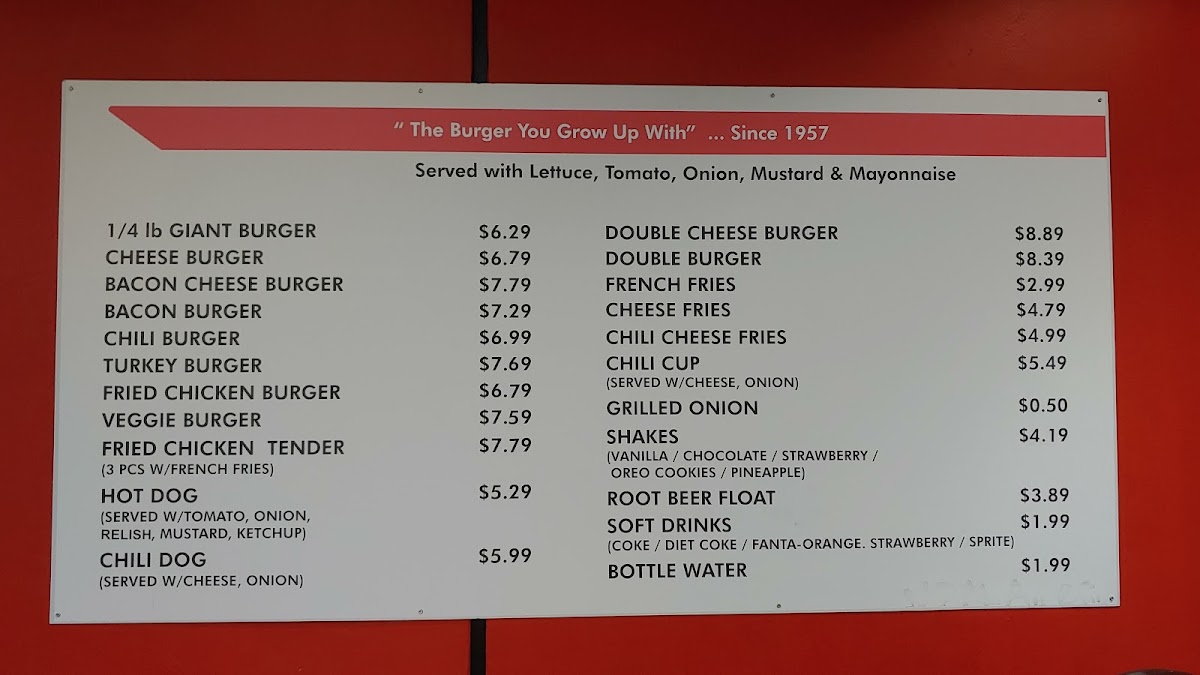 “ The Burger You Grow Up With” ... Since 1957
Served with Lettuce, Tomato, Onion, Mustard & Mayonnaise
1/4 lb GIANT BURGER $6.29
CHEESE BURGER $6.79
BACON CHEESE BURGER $7.79
BACON BURGER $7.29
CHILI BURGER $6.99
TURKEY BURGER $7.69
FRIED CHICKEN BURGER $6.79
VEGGIE BURGER $7.59
FRIED CHICKEN TENDER $7.79
(3 PCS W/FRENCH FRIES)
HOT DOG $5.29
(SERVED W/TOMATO, ONION,
RELISH, MUSTARD, KETCHUP)
CHILI DOG $5.99
(SERVED W/CHEESE, ONION)
DOUBLE CHEESE BURGER $8.89
DOUBLE BURGER $8.39
FRENCH FRIES $2.99
CHEESE FRIES $4.79
CHILI CHEESE FRIES $4.99
CHILI CUP $5.49
(SERVED W/CHEESE, ONION)
GRILLED ONION $0.50
SHAKES $4.19
(VANILLA / CHOCOLATE / STRAWBERRY /
OREO COOKIES / PINEAPPLE)
ROOT BEER FLOAT $3.89
SOFT DRINKS $1.99
(COKE / DIET COKE / FANTA-ORANGE. STRAWBERRY / SPRITE)
BOTTLE WATER $1.99